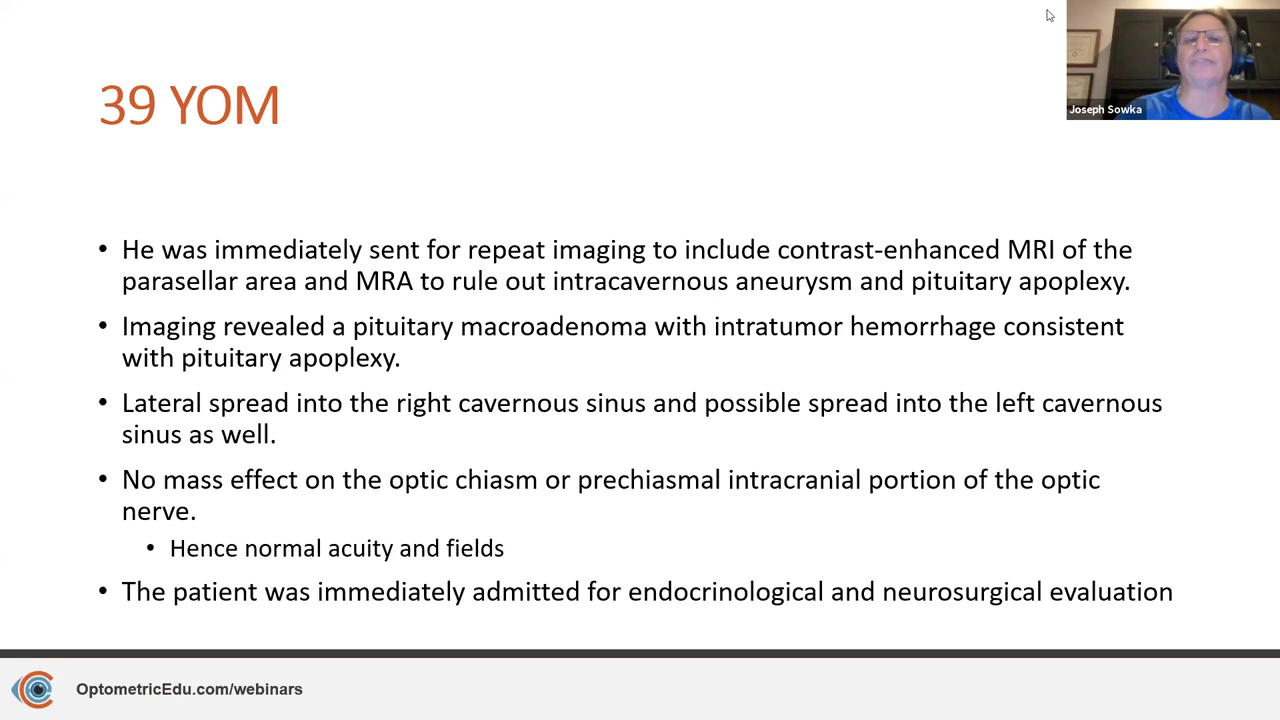 Joseph Sowka
39 YOM
• He was immediately sent for repeat imaging to include contrast-enhanced MRI of the
parasellar area and MRA to rule out intracavernous aneurysm and pituitary apoplexy.
• Imaging revealed a pituitary macroadenoma with intratumor hemorrhage consistent
with pituitary apoplexy.
• Lateral spread into the right cavernous sinus and possible spread into the left cavernous
sinus as well.
• No mass effect on the optic chiasm or prechiasmal intracranial portion of the optic
nerve.
• Hence normal acuity and fields
• The patient was immediately admitted for endocrinological and neurosurgical evaluation
OptometricEdu.com/webinars